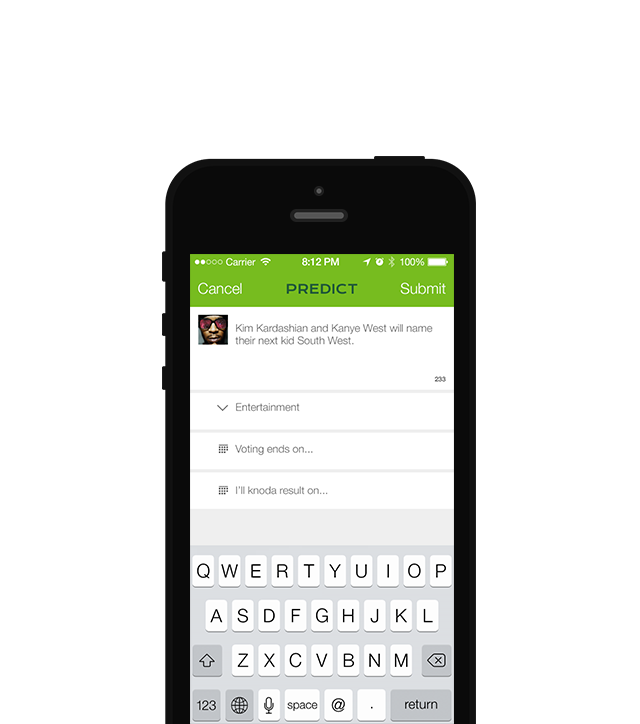 Carrier 8:12 PM 100%
Cancel PREDICT Submit
Kim Kardashian and Kanye West will name
their next kid South West.
233
Entertainment
Voting ends on...
I'll knoda result on...
Q W E R T Y U I O P
A S D F G H J K L
Z X C V B N M
123 space @ . return